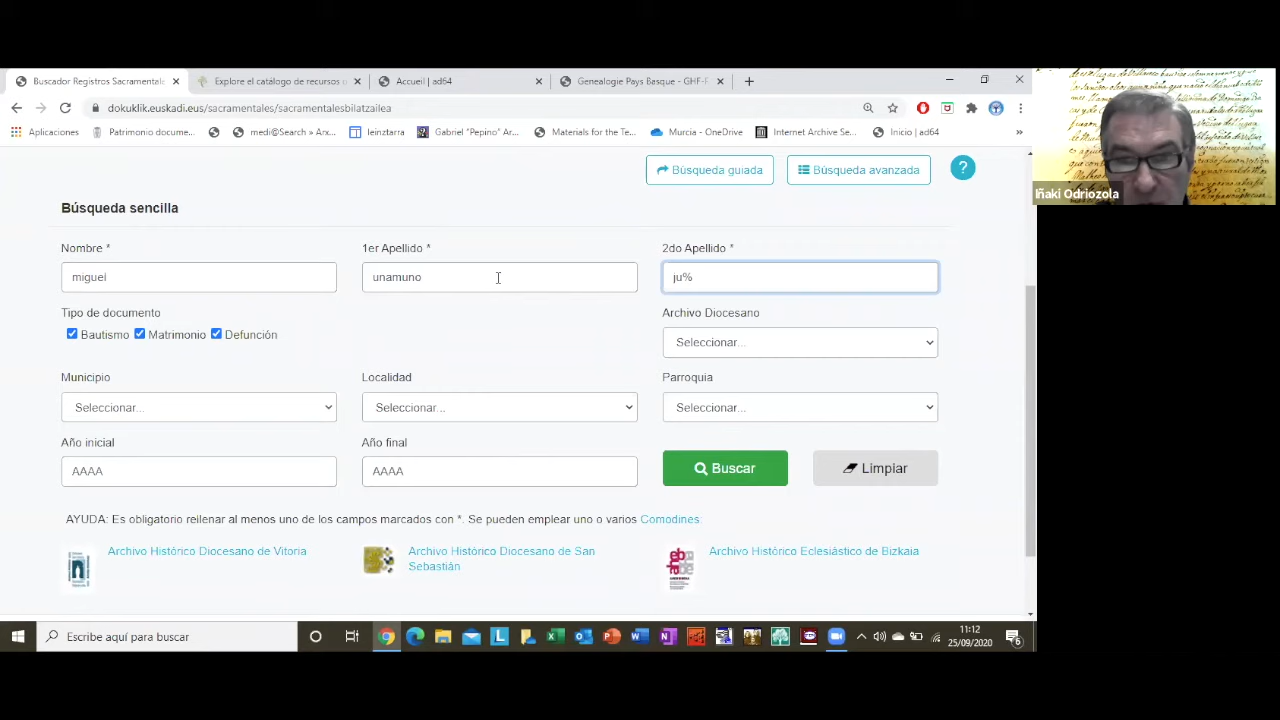 Buscador Registros Sacramentale
Explore el catálogo de recursos o
Accueil | ad64
Genealogie Pays Basque - GHF-F
dokuklik.euskadi.eus/sacramentales/sacramentalesbilatzailea
Aplicaciones
Patrimonio docume...
medi@Search » Arx...
leindarra
Gabriel "Pepino" Ar...
Materials for the Te...
Murcia - OneDrive
Internet Archive Se...
Inicio | ad64
»
Búsqueda guiada
Búsqueda avanzada
?
Iñaki Odriozola
Búsqueda sencilla
Nombre *
1er Apellido *
2do Apellido *
miguel
unamuno
ju%
Tipo de documento
Archivo Diocesano
Bautismo
Matrimonio
Defunción
Seleccionar...
Municipio
Localidad
Parroquia
Seleccionar...
Seleccionar...
Seleccionar...
Año inicial
Año final
AAAA
AAAA
Buscar
Limpiar
AYUDA: Es obligatorio rellenar al menos uno de los campos marcados con *. Se pueden emplear uno o varios Comodines:
Archivo Histórico Diocesano de Vitoria
Archivo Histórico Diocesano de San
Sebastián
Archivo Histórico Eclesiástico de Bizkaia
Escribe aquí para buscar
11:12
25/09/2020
6